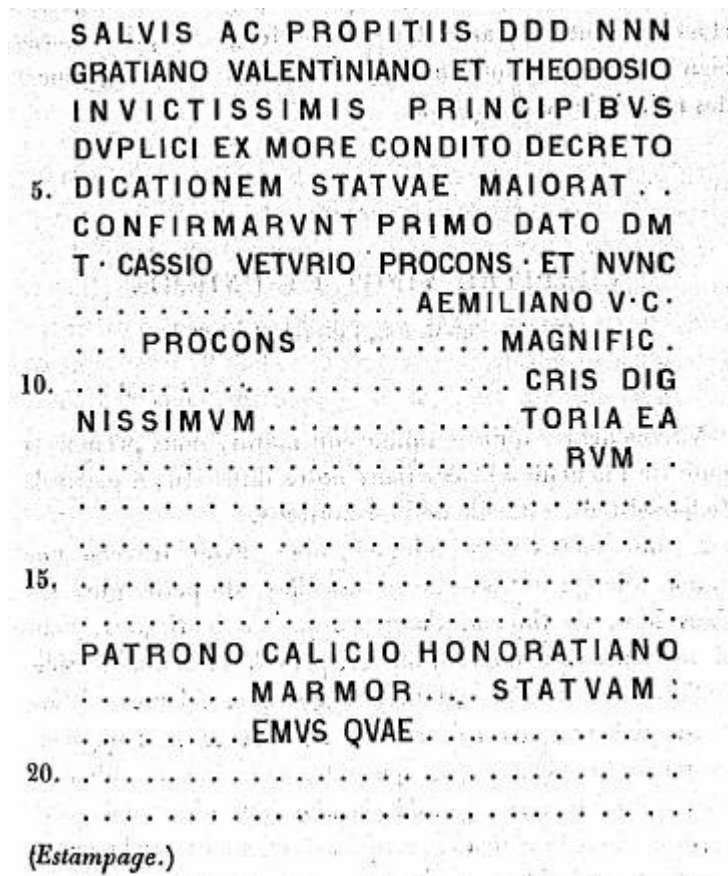 SALVIS AC PROPITIIS DDD NNN
GRATIANO VALENTINIANO ET THEODOSIO
INVICTISSIMIS PRINCIPIBVS
DVPLICI EX MORE CONDITO DECRETO
5. DICATIONEM STATVAE MAIORAT . .
CONFIRMARVNT PRIMO DATO DM
T · CASSIO VETVRIO PROCONS · ET NVNC
. . . . . . . . . . . . . . . . AEMILIANO V · C ·
. . . PROCONS . . . . . . . . . MAGNIFIC .
10. . . . . . . . . . . . . . . . . . . . . CRIS DIG
NISSIMVM . . . . . . . . . . . . TORIA EA
. . . . . . . . . . . . . . . . . . . . . . RVM
. . . . . . . . . . . . . . . . . . . . . . . . . . .
. . . . . . . . . . . . . . . . . . . . . . . . . . .
15. . . . . . . . . . . . . . . . . . . . . . . . . . . .
. . . . . . . . . . . . . . . . . . . . . . . . . . .
PATRONO CALICIO HONORATIANO
. . . . . . . MARMOR . . . STATVAM
. . . . . . . EMVS QVAE . . . . . . . . . . .
20. . . . . . . . . . . . . . . . . . . . . . . . . . . .
. . . . . . . . . . . . . . . . . . . . . . . . . . .
(Estampage.)